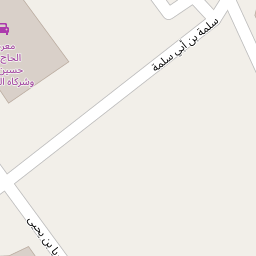 معر
الحاج
حسين
وشركاه ال
سلمة بن أبي سلمة
يا بن يحيى